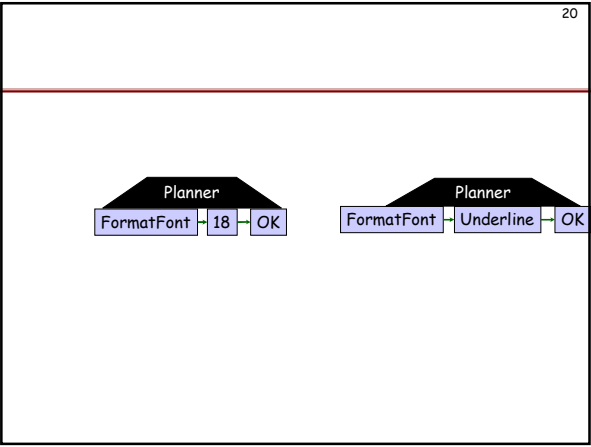 20
Planner
FormatFont 18 OK
Planner
FormatFont Underline OK